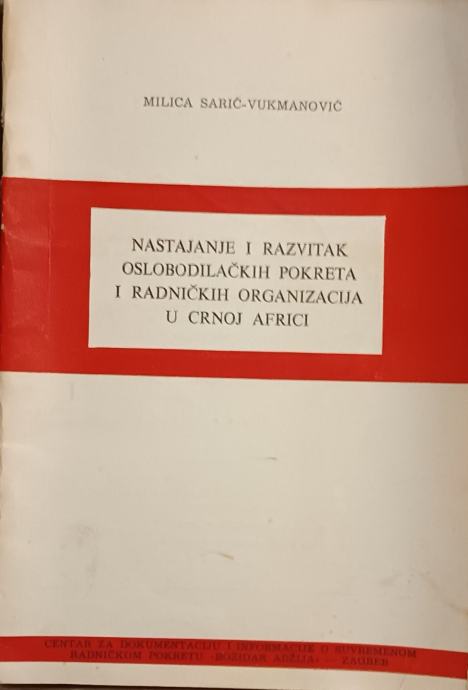 MILICA SARIĆ-VUKMANOVIĆ
NASTAJANJE I RAZVITAK
OSLOBODILAČKIH POKRETA
I RADNIČKIH ORGANIZACIJA
U CRNOJ AFRICI
CENTAR ZA DOKUMENTACIJU I INFORMACIJE O SUVREMENOM
RADNIČKOM POKRETU »BOŽIDAR ADŽIJA« — ZAGREB